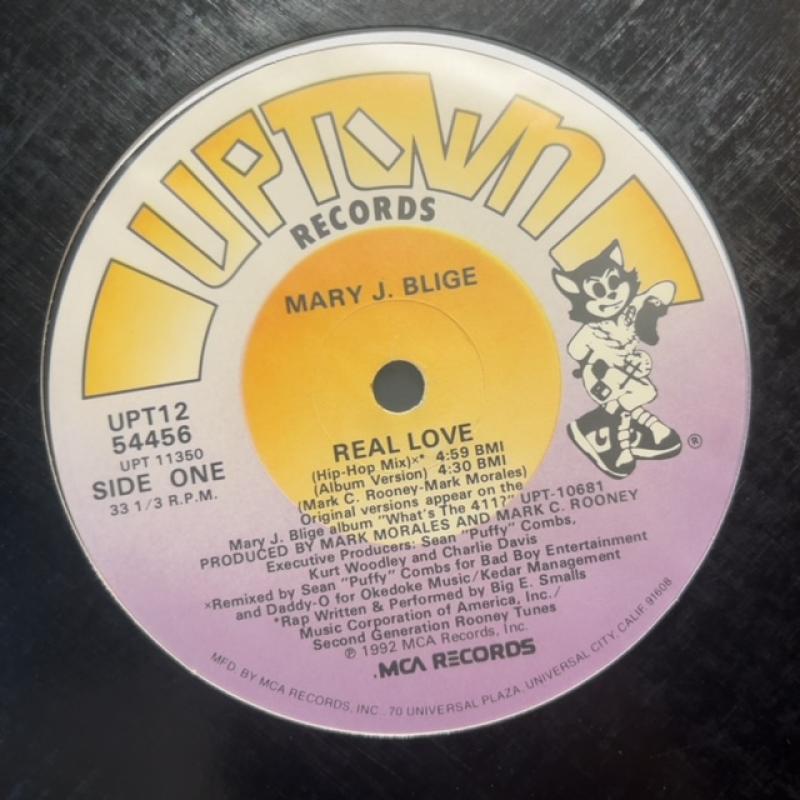 UPTOWN
RECORDS
MARY J. BLIGE
UPT12
54456
UPT 11350
SIDE ONE
33 1/3 R.P.M.
®
REAL LOVE
(Hip-Hop Mix)×* 4:59 BMI
(Album Version) 4:30 BMI
(Mark C. Rooney-Mark Morales)
Original versions appear on the
Mary J. Blige album "What's The 411?" UPT-10681
PRODUCED BY MARK MORALES AND MARK C. ROONEY
Executive Producers: Sean "Puffy" Combs,
Kurt Woodley and Charlie Davis
×Remixed by Sean "Puffy" Combs for Bad Boy Entertainment
and Daddy-O for Okedoke Music/Kedar Management
*Rap Written & Performed by Big E. Smalls
Music Corporation of America, Inc./
Second Generation Rooney Tunes
℗ 1992 MCA Records, Inc.
.MCA RECORDS
MFD. BY MCA RECORDS, INC., 70 UNIVERSAL PLAZA, UNIVERSAL CITY, CALIF. 91608